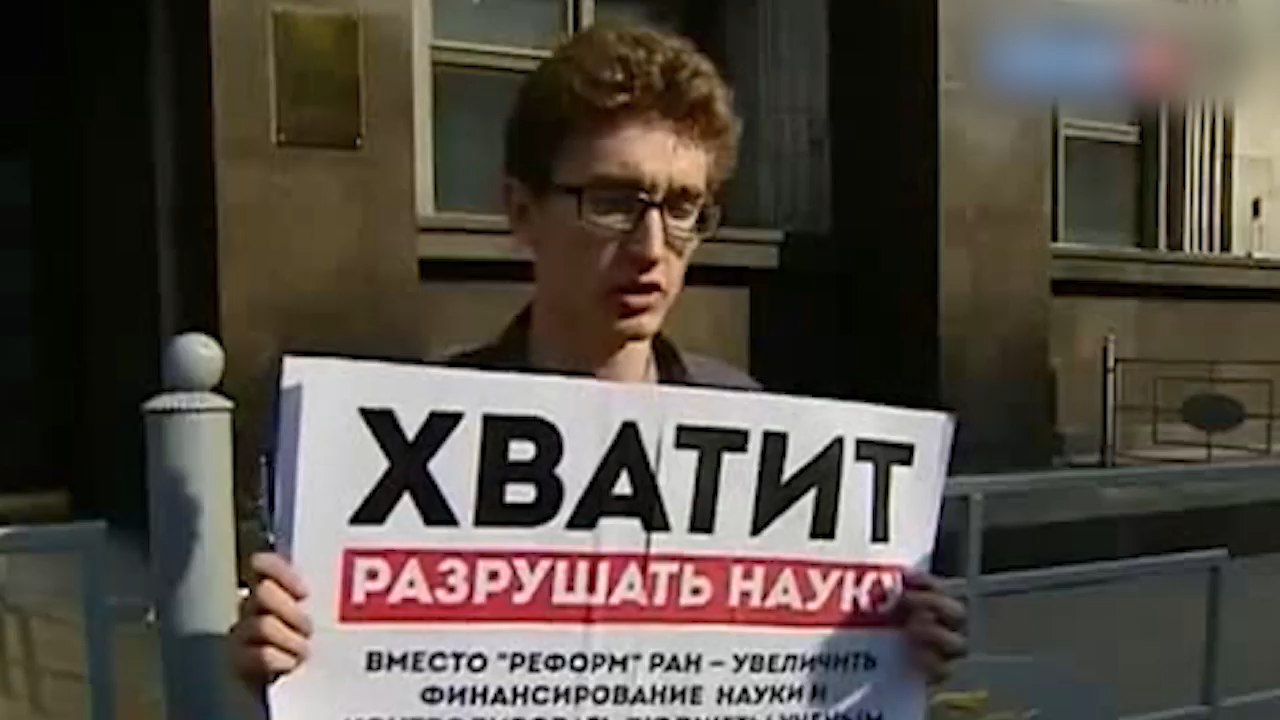 ХВАТИТ
РАЗРУШАТЬ НАУКУ
ВМЕСТО "РЕФОРМ" РАН – УВЕЛИЧИТЬ
ФИНАНСИРОВАНИЕ НАУКИ И